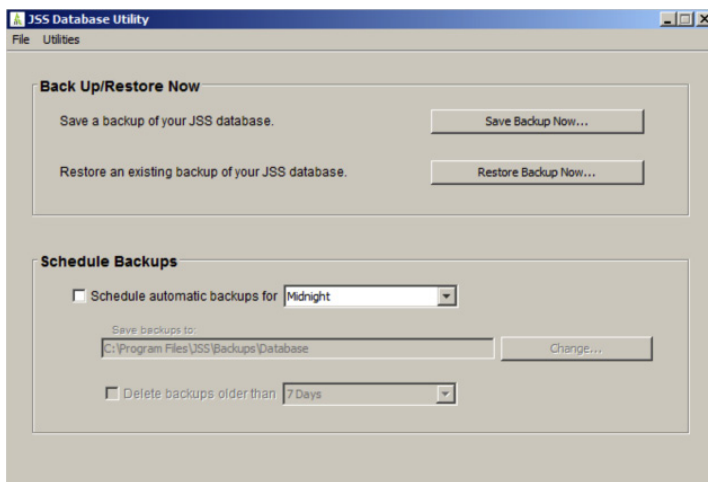 JSS Database Utility
File Utilities
Back Up/Restore Now
Save a backup of your JSS database.
Save Backup Now...
Restore an existing backup of your JSS database.
Restore Backup Now...
Schedule Backups
Schedule automatic backups for Midnight
Save backups to:
C:\Program Files\JSS\Backups\Database
Change...
Delete backups older than 7 Days